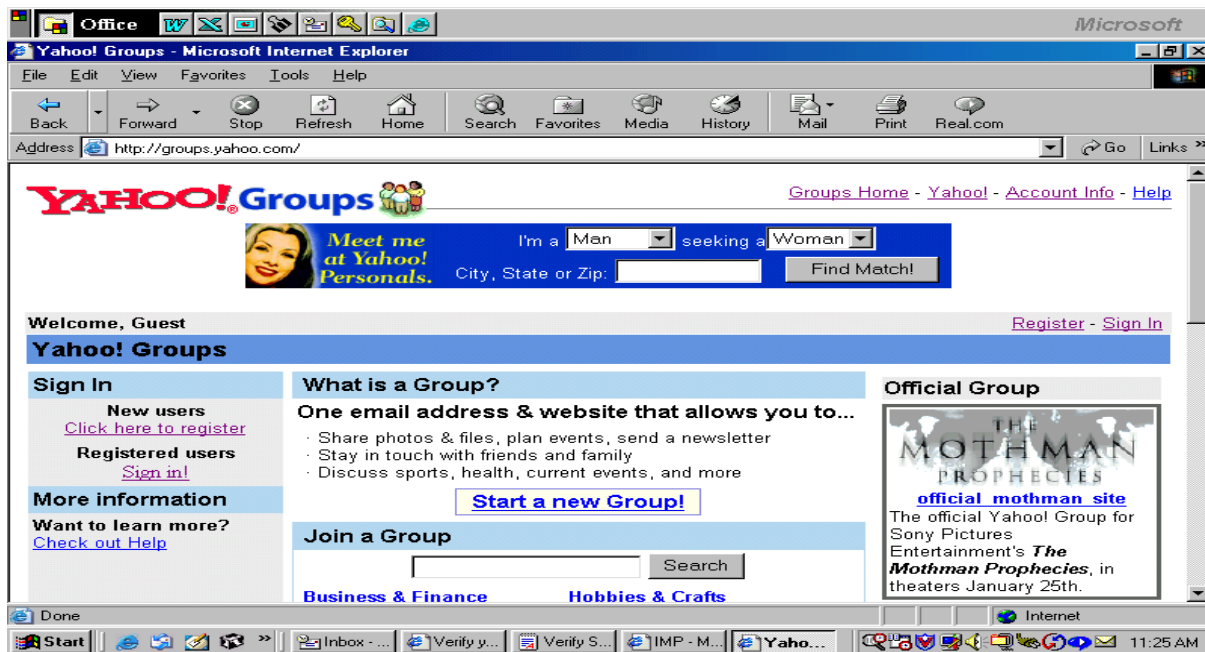 Office
Microsoft
Yahoo! Groups - Microsoft Internet Explorer
File Edit View Favorites Tools Help
Back Forward Stop Refresh Home Search Favorites Media History Mail Print Real.com
Address http://groups.yahoo.com/ Go Links »
YAHOO! Groups
Groups Home - Yahoo! - Account Info - Help
Meet me
at Yahoo!
Personals.
I'm a Man seeking a Woman
City, State or Zip: Find Match!
Welcome, Guest
Register - Sign In
Yahoo! Groups
Sign In
New users
Click here to register
Registered users
Sign in!
More information
Want to learn more?
Check out Help
What is a Group?
One email address & website that allows you to...
· Share photos & files, plan events, send a newsletter
· Stay in touch with friends and family
· Discuss sports, health, current events, and more
Start a new Group!
Join a Group
Search
Business & Finance Hobbies & Crafts
Official Group
THE
MOTHMAN
PROPHECIES
official mothman site
The official Yahoo! Group for
Sony Pictures
Entertainment's The
Mothman Prophecies, in
theaters January 25th.
Done
Internet
Start » Inbox - ... Verify y... Verify S... IMP - M... Yaho... 11:25 AM